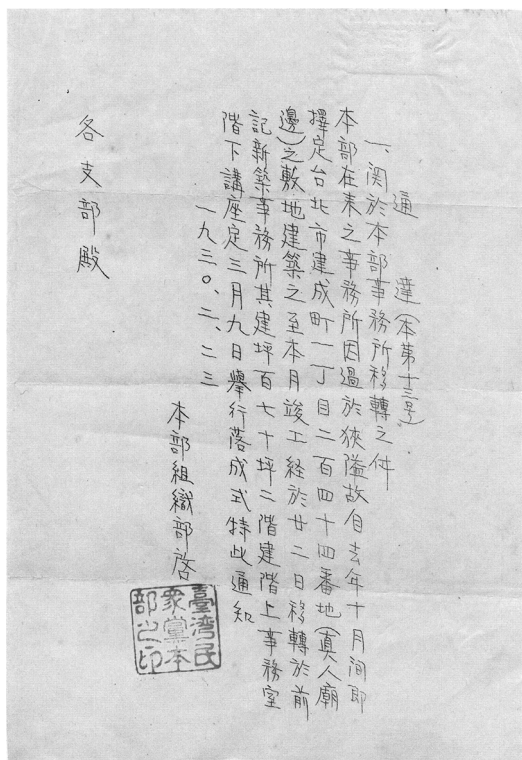 通達(本第十三号)
一、関於本部事務所移轉之件
本部在来之事務所因過於狹隘故自去年十月间即
擇定台北市建成町一丁目二百四十四番地(真人廟
邊)之敷地建築之至本月竣工経於廿二日移轉於前
記新築事務所其建坪百七十坪二階建階上事務室
階下講座定三月九日舉行落成式特此通知
一九三〇、二、二三
本部組織部啓
臺灣民
衆黨本
部之印
各支部殿